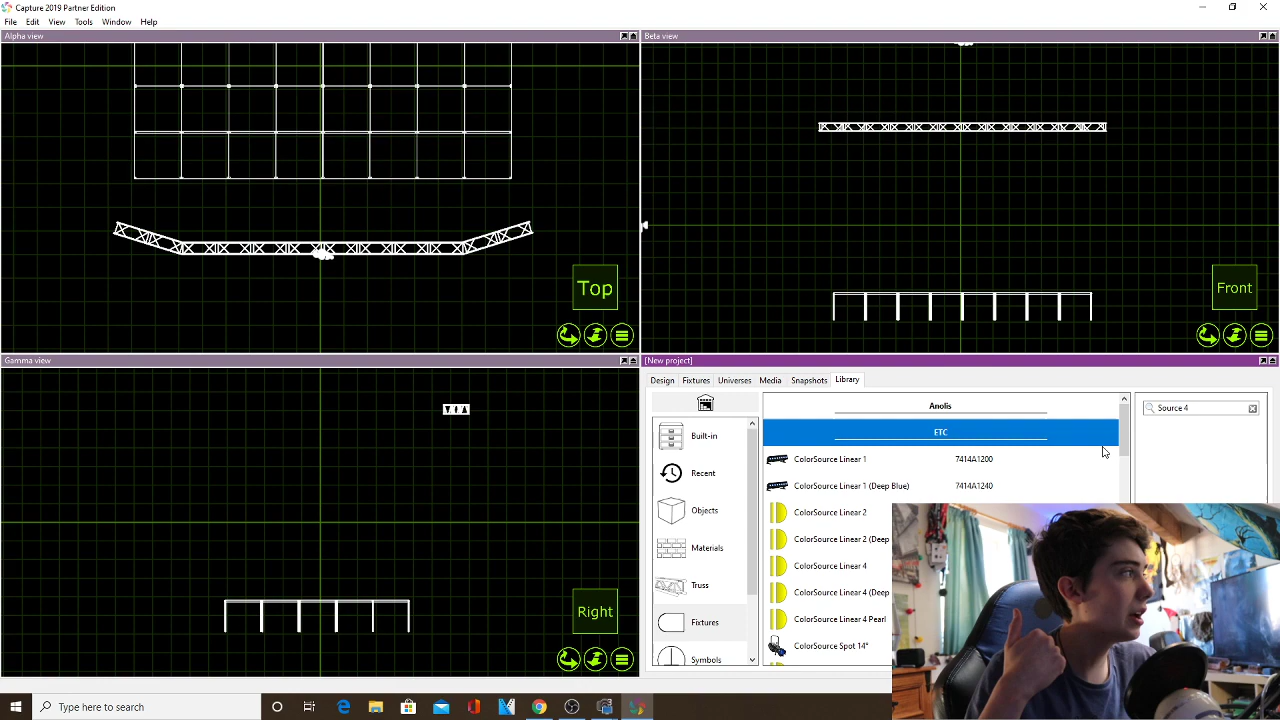 Capture 2019 Partner Edition
File Edit View Tools Window Help
Alpha view
Beta view
Top
Front
Gamma view
[New project]
Design Fixtures Universes Media Snapshots Library
Source 4
Built-in
Recent
Objects
Materials
Truss
Fixtures
Symbols
Anolis
ETC
ColorSource Linear 1 7414A1200
ColorSource Linear 1 (Deep Blue) 7414A1240
ColorSource Linear 2
ColorSource Linear 2 (Deep
ColorSource Linear 4
ColorSource Linear 4 (Deep
ColorSource Linear 4 Pearl
ColorSource Spot 14°
Right
Type here to search